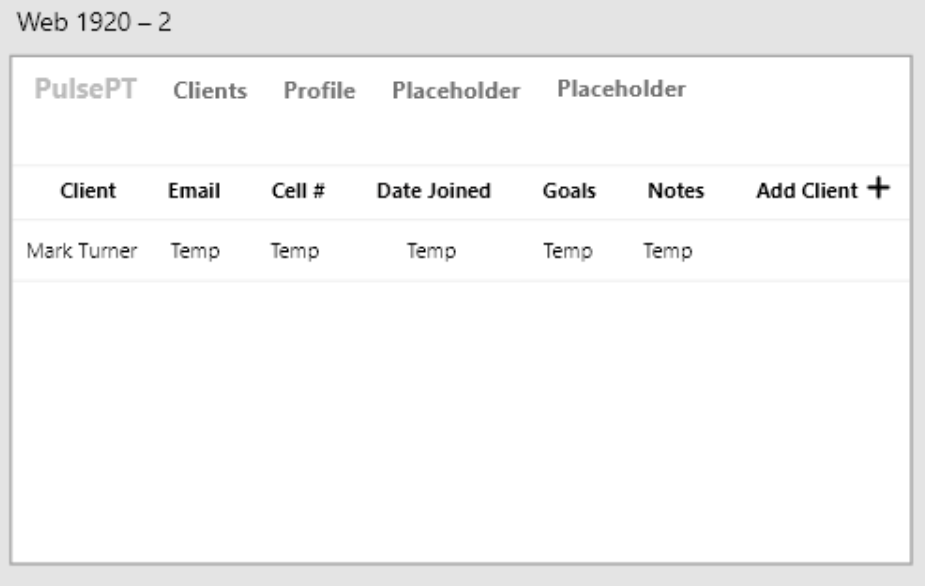 Web 1920 – 2
PulsePT Clients Profile Placeholder Placeholder
Client Email Cell # Date Joined Goals Notes Add Client +
Mark Turner Temp Temp Temp Temp Temp